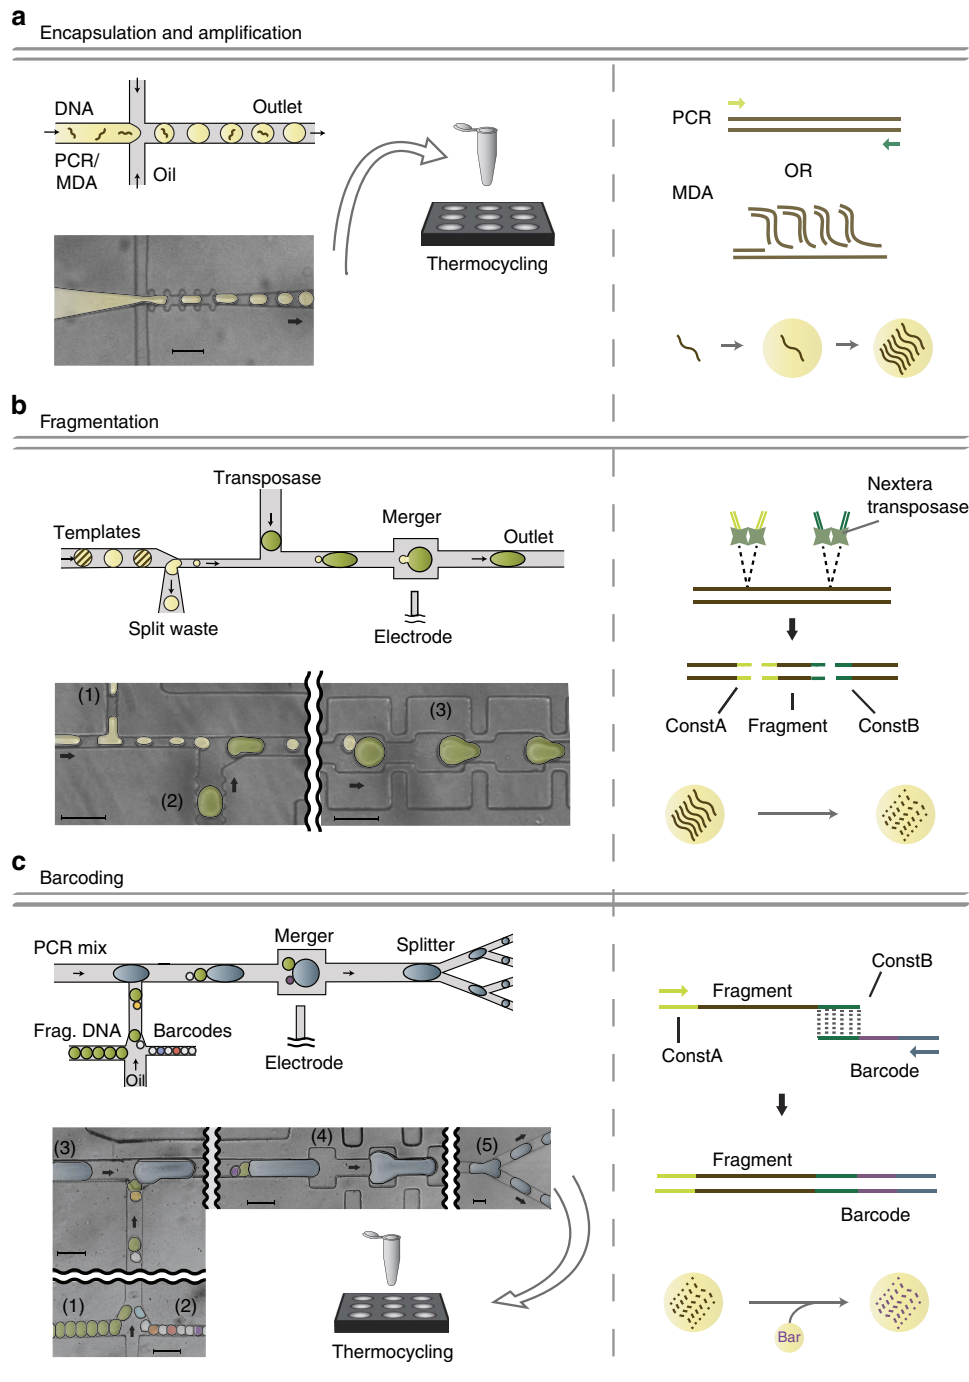 a
Encapsulation and amplification
DNA
Outlet
PCR/
MDA
Oil
Thermocycling
PCR
OR
MDA
b
Fragmentation
Transposase
Templates
Merger
Outlet
Split waste
Electrode
(1)
(2)
(3)
Nextera
transposase
ConstA
Fragment
ConstB
c
Barcoding
PCR mix
Merger
Splitter
Frag. DNA
Barcodes
Oil
Electrode
(3)
(4)
(5)
(1)
(2)
Thermocycling
ConstB
Fragment
ConstA
Barcode
Fragment
Barcode
Bar